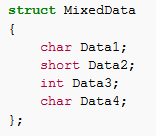 struct MixedData
{
    char Data1;
    short Data2;
    int Data3;
    char Data4;
};